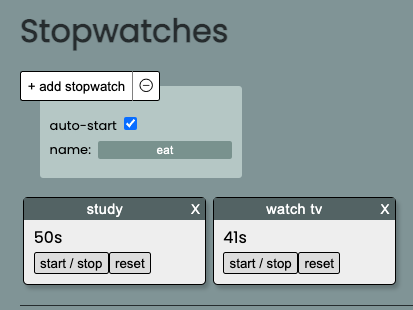 Stopwatches
+ add stopwatch
auto-start
name: eat
study X watch tv X
50s 41s
start / stop reset start / stop reset